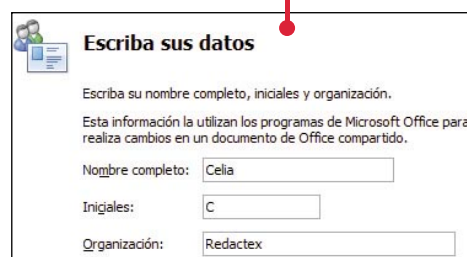 Escriba sus datos
Escriba su nombre completo, iniciales y organización.
Esta información la utilizan los programas de Microsoft Office para
realiza cambios en un documento de Office compartido.
Nombre completo: Celia
Iniciales: C
Organización: Redactex